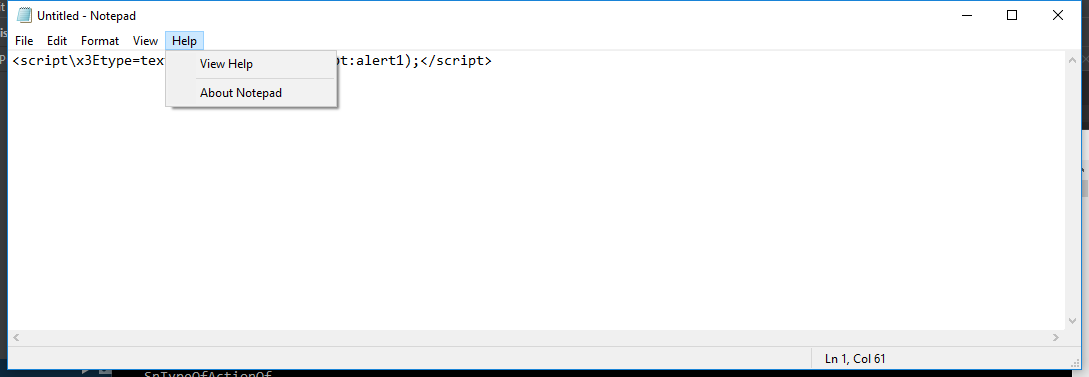 Untitled - Notepad
File Edit Format View Help
<script\x3Etype=tex pt:alert1);</script>
View Help
About Notepad
Ln 1, Col 61
SnTypeOfActionOf